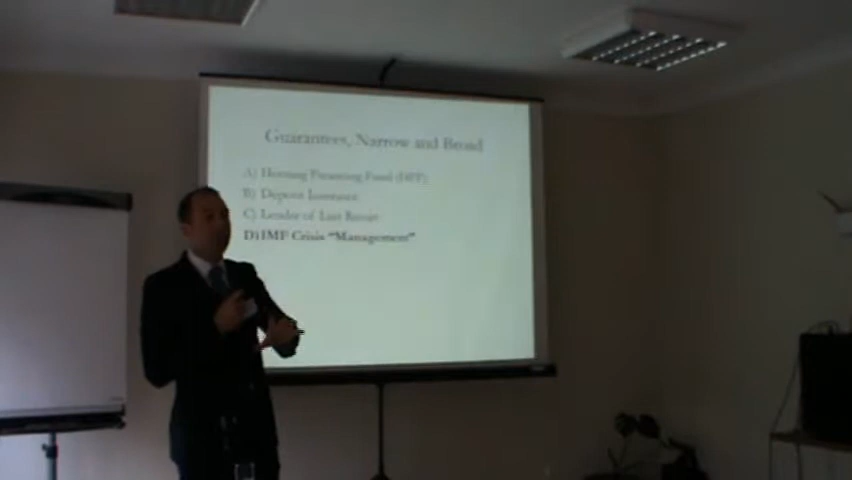 Guarantees, Narrow and Broad
A) Housing Financing Fund (HFF)
B) Deposit Insurance
C) Lender of Last Resort
D) IMF Crisis “Management”